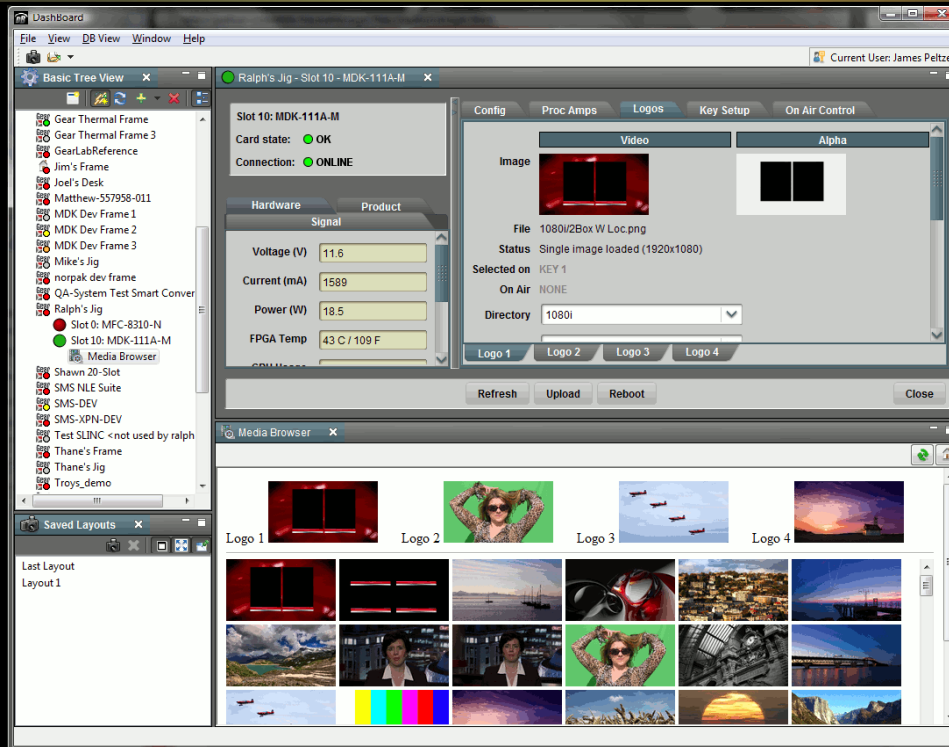 DashBoard
File View DB View Window Help
Current User: James Peltze
Basic Tree View
Gear Thermal Frame
Gear Thermal Frame 3
GearLabReference
Jim's Frame
Joel's Desk
Matthew-557958-011
MDK Dev Frame 1
MDK Dev Frame 2
MDK Dev Frame 3
Mike's Jig
norpak dev frame
QA-System Test Smart Conver
Ralph's Jig
Slot 0: MFC-8310-N
Slot 10: MDK-111A-M
Media Browser
Shawn 20-Slot
SMS NLE Suite
SMS-DEV
SMS-XPN-DEV
Test SLINC <not used by ralph
Thane's Frame
Thane's Jig
Troys_demo
Saved Layouts
Last Layout
Layout 1
Ralph's Jig - Slot 10 - MDK-111A-M
Slot 10: MDK-111A-M
Card state: OK
Connection: ONLINE
Hardware Product
Signal
Voltage (V) 11.6
Current (mA) 1589
Power (W) 18.5
FPGA Temp 43 C / 109 F
CPU Usage
Config Proc Amps Logos Key Setup On Air Control
Video Alpha
Image
File 1080i/2Box W Loc.png
Status Single image loaded (1920x1080)
Selected on KEY 1
On Air NONE
Directory 1080i
Logo 1 Logo 2 Logo 3 Logo 4
Refresh Upload Reboot Close
Media Browser
Logo 1 Logo 2 Logo 3 Logo 4